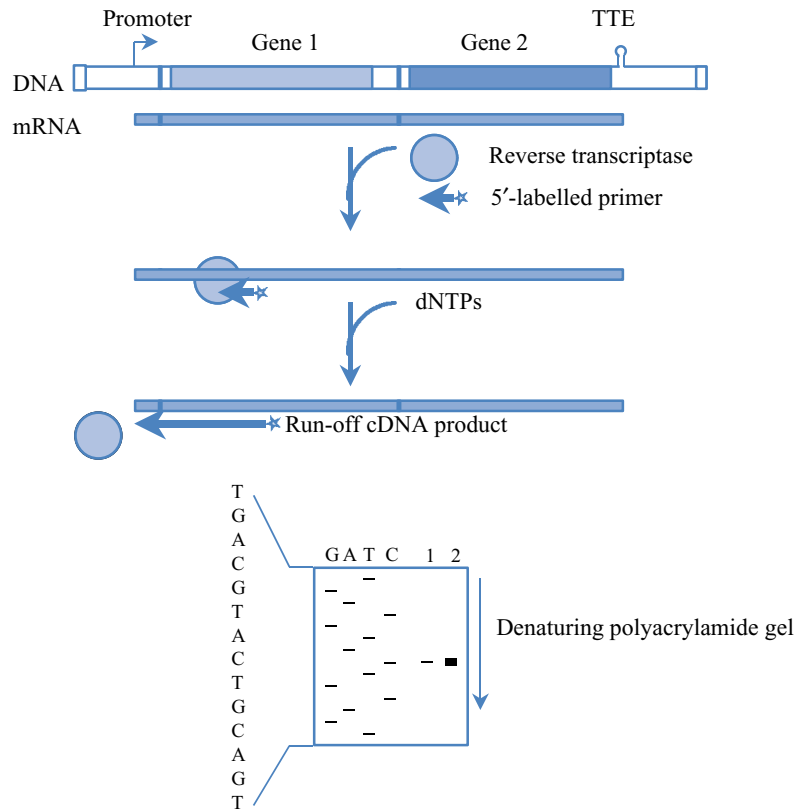 Promoter
TTE
Gene 1
Gene 2
DNA
mRNA
Reverse transcriptase
5′-labelled primer
dNTPs
Run-off cDNA product
T
G
A
C
G
T
A
C
T
G
C
A
G
T
G A T C 1 2
Denaturing polyacrylamide gel